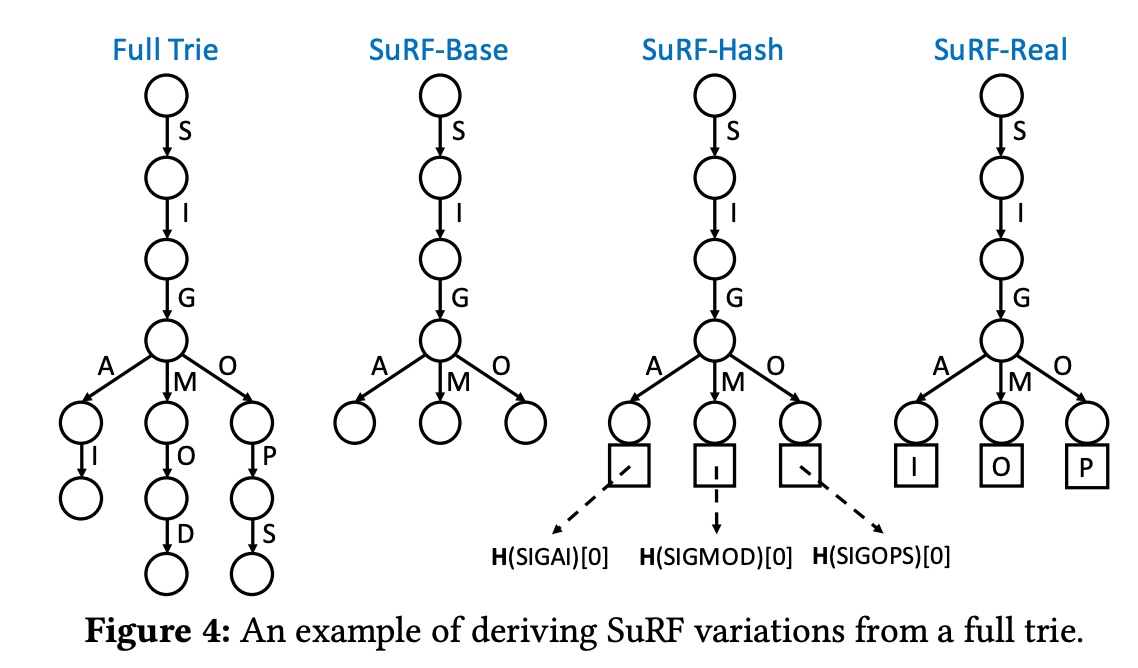 Full Trie SuRF-Base SuRF-Hash SuRF-Real
S S S S
I I I I
G G G G
A M O A M O A M O A M O
I O P I O P
D S
H(SIGAI)[0] H(SIGMOD)[0] H(SIGOPS)[0]
Figure 4: An example of deriving SuRF variations from a full trie.